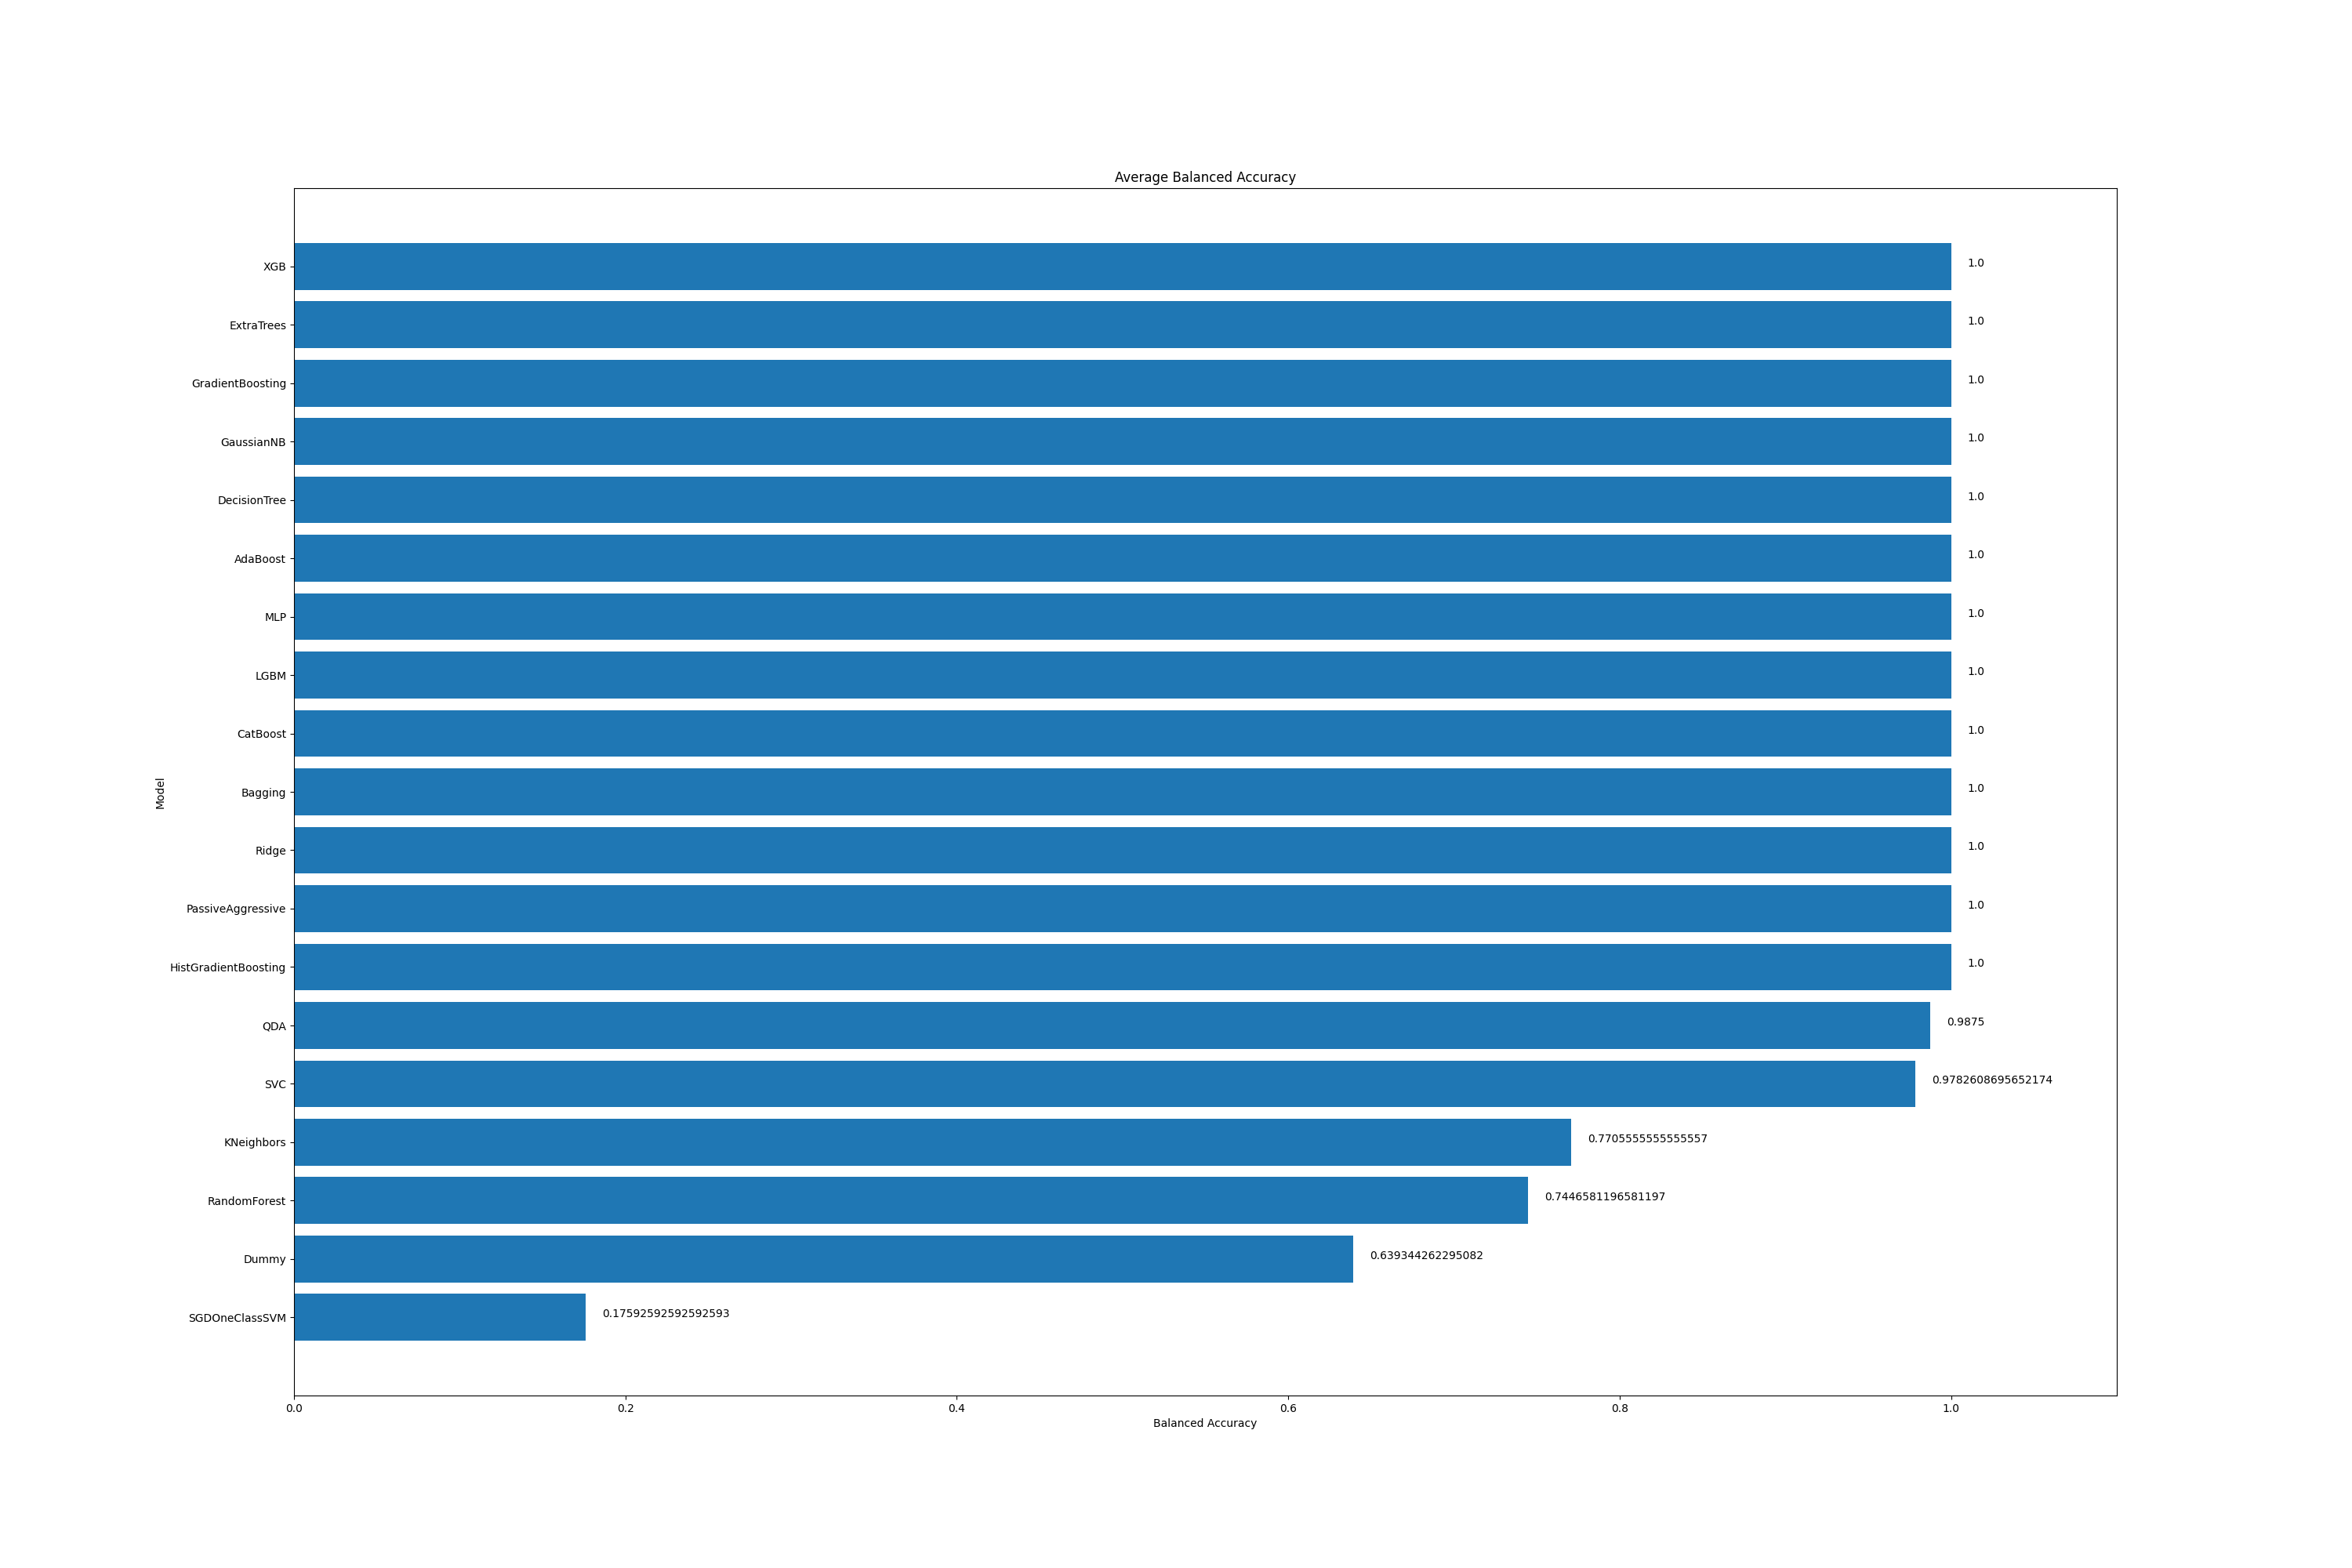 Average Balanced Accuracy
XGB 1.0
ExtraTrees 1.0
GradientBoosting 1.0
GaussianNB 1.0
DecisionTree 1.0
AdaBoost 1.0
MLP 1.0
LGBM 1.0
CatBoost 1.0
Bagging 1.0
Model
Ridge 1.0
PassiveAggressive 1.0
HistGradientBoosting 1.0
QDA 0.9875
SVC 0.9782608695652174
KNeighbors 0.7705555555555557
RandomForest 0.7446581196581197
Dummy 0.639344262295082
SGDOneClassSVM 0.17592592592592593
0.0 0.2 0.4 0.6 0.8 1.0
Balanced Accuracy